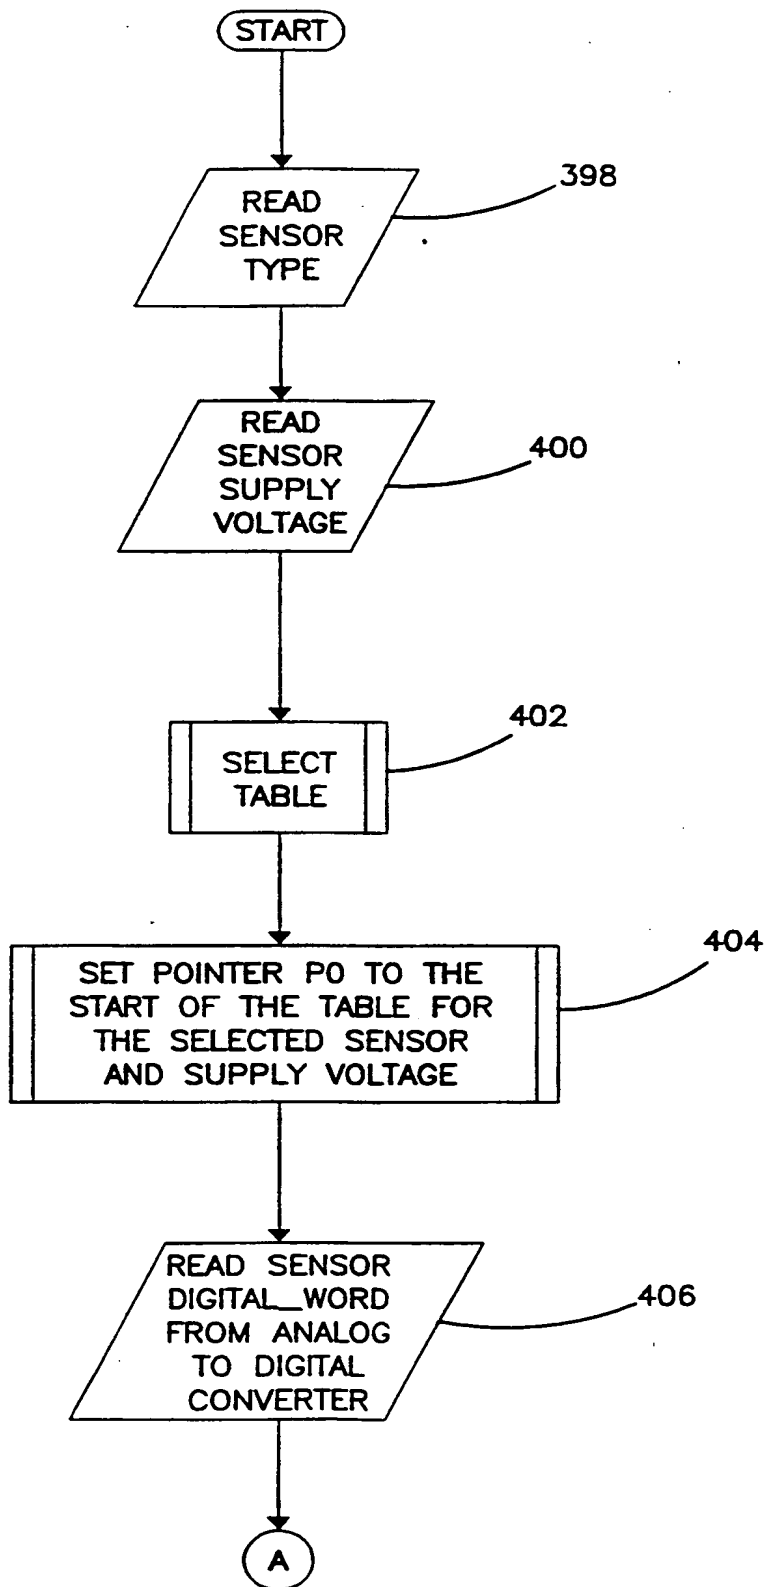 START
READ
SENSOR
TYPE
398
READ
SENSOR
SUPPLY
VOLTAGE
400
SELECT
TABLE
402
SET POINTER P0 TO THE
START OF THE TABLE FOR
THE SELECTED SENSOR
AND SUPPLY VOLTAGE
404
READ SENSOR
DIGITAL_WORD
FROM ANALOG
TO DIGITAL
CONVERTER
406
A